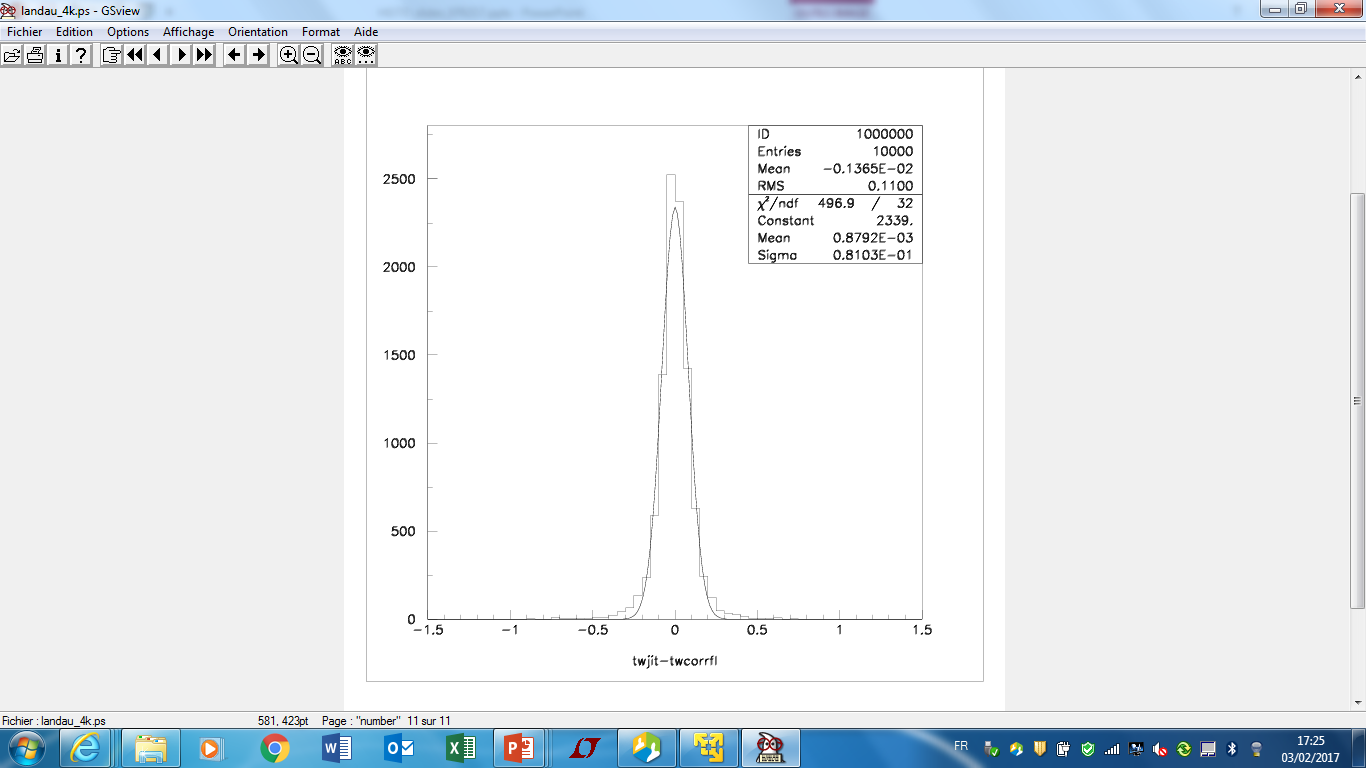 landau_4k.ps - GSview
Fichier Edition Options Affichage Orientation Format Aide
ABC
ID 1000000
Entries 10000
Mean -0.1365E-02
RMS 0.1100
χ²/ndf 496.9 / 32
Constant 2339.
Mean 0.8792E-03
Sigma 0.8103E-01
2500
2000
1500
1000
500
0
-1.5 -1 -0.5 0 0.5 1 1.5
twjit-twcorrfl
Fichier : landau_4k.ps 581, 423pt Page : "number" 11 sur 11
FR
17:25
03/02/2017